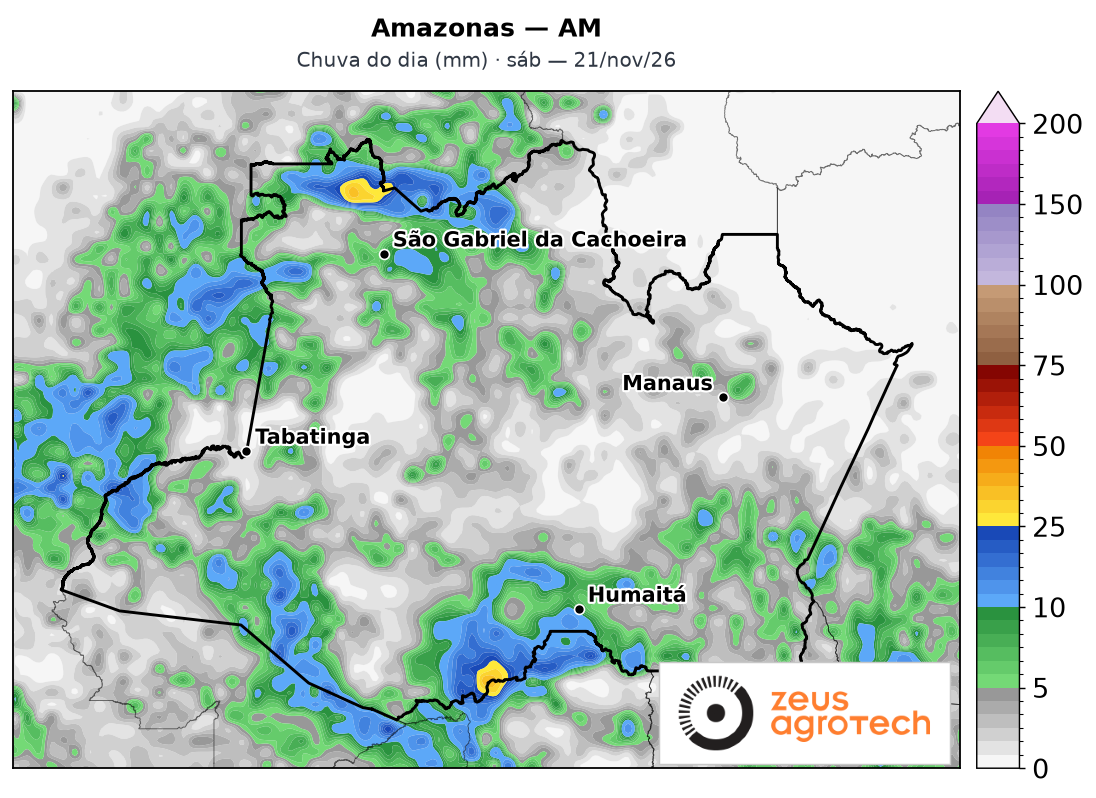 Amazonas — AM
Chuva do dia (mm) · sáb — 21/nov/26
200
150
100
75
50
25
10
5
0
São Gabriel da Cachoeira
Manaus
Tabatinga
Humaitá
zeus
agrotech